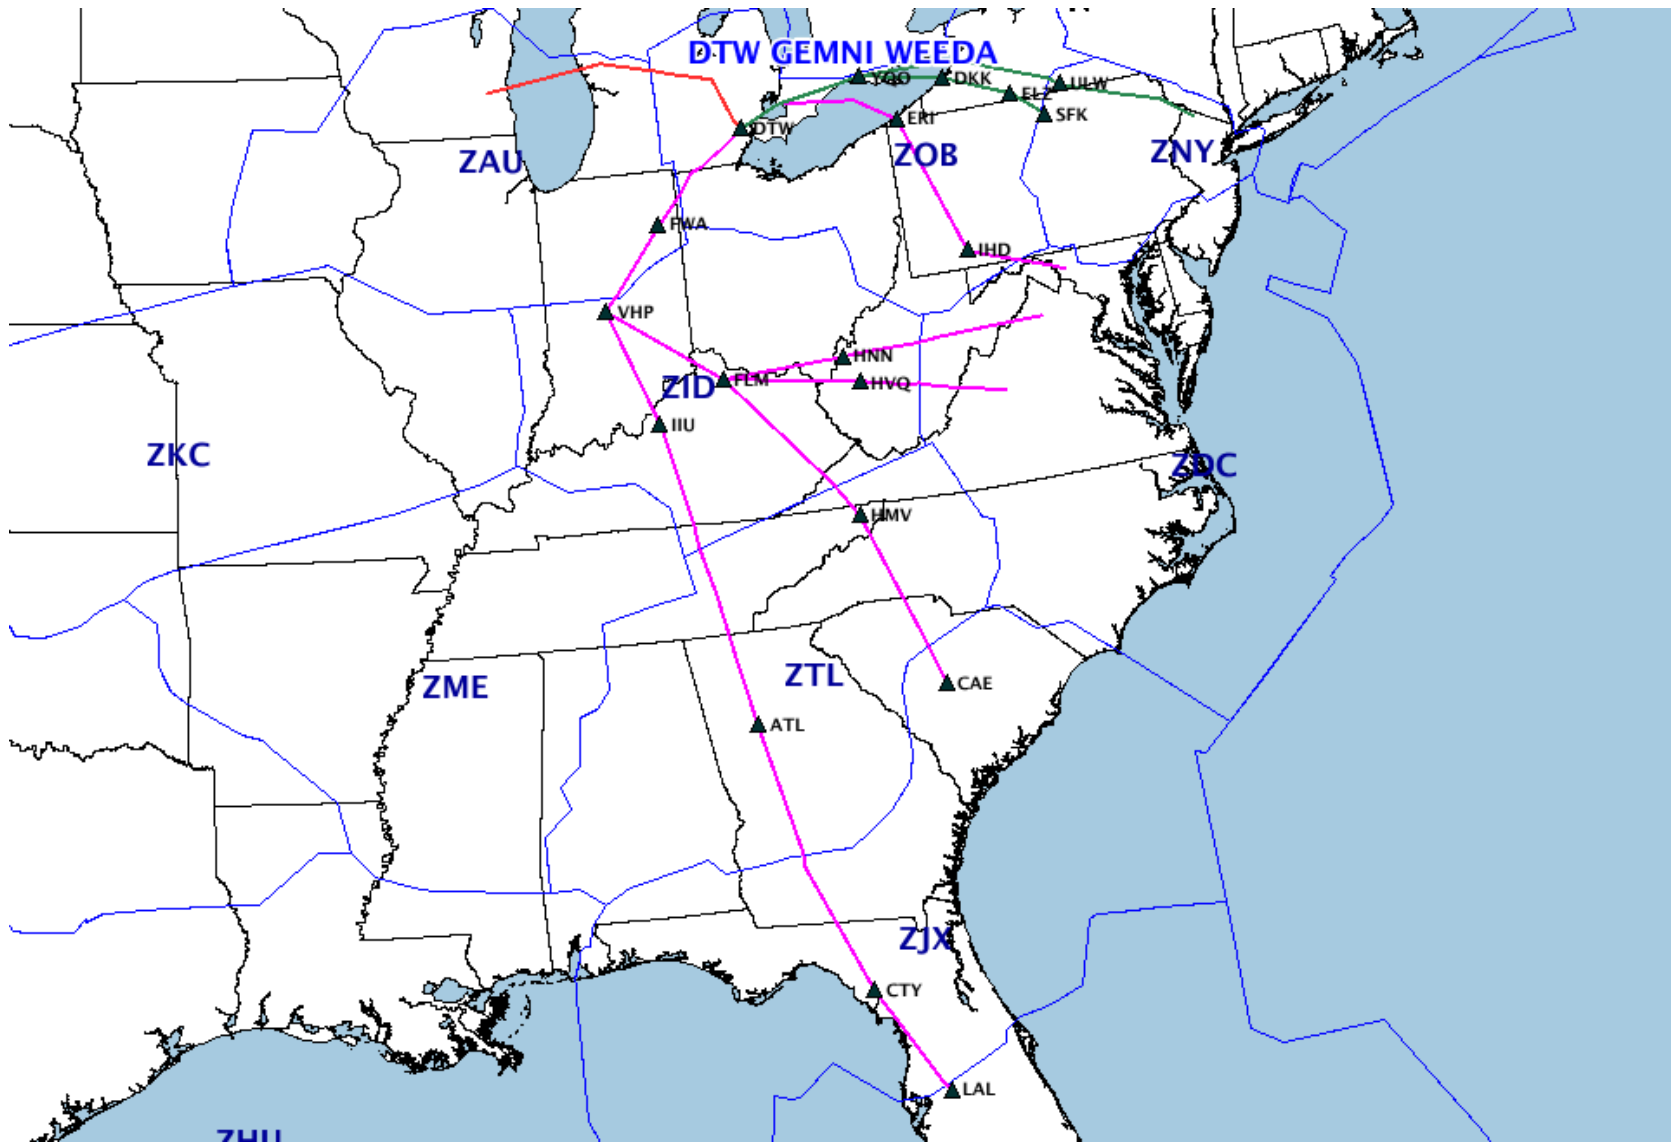 DTW GEMNI WEEDA
YQO
DKK
ULW
ELZ
SFK
ERI
DTW
ZAU
ZOB
ZNY
FWA
IHD
VHP
HNN
ZID
FLM
HVQ
IIU
ZKC
ZDC
HMV
ZTL
ZME
CAE
ATL
ZJX
CTY
LAL
ZHU